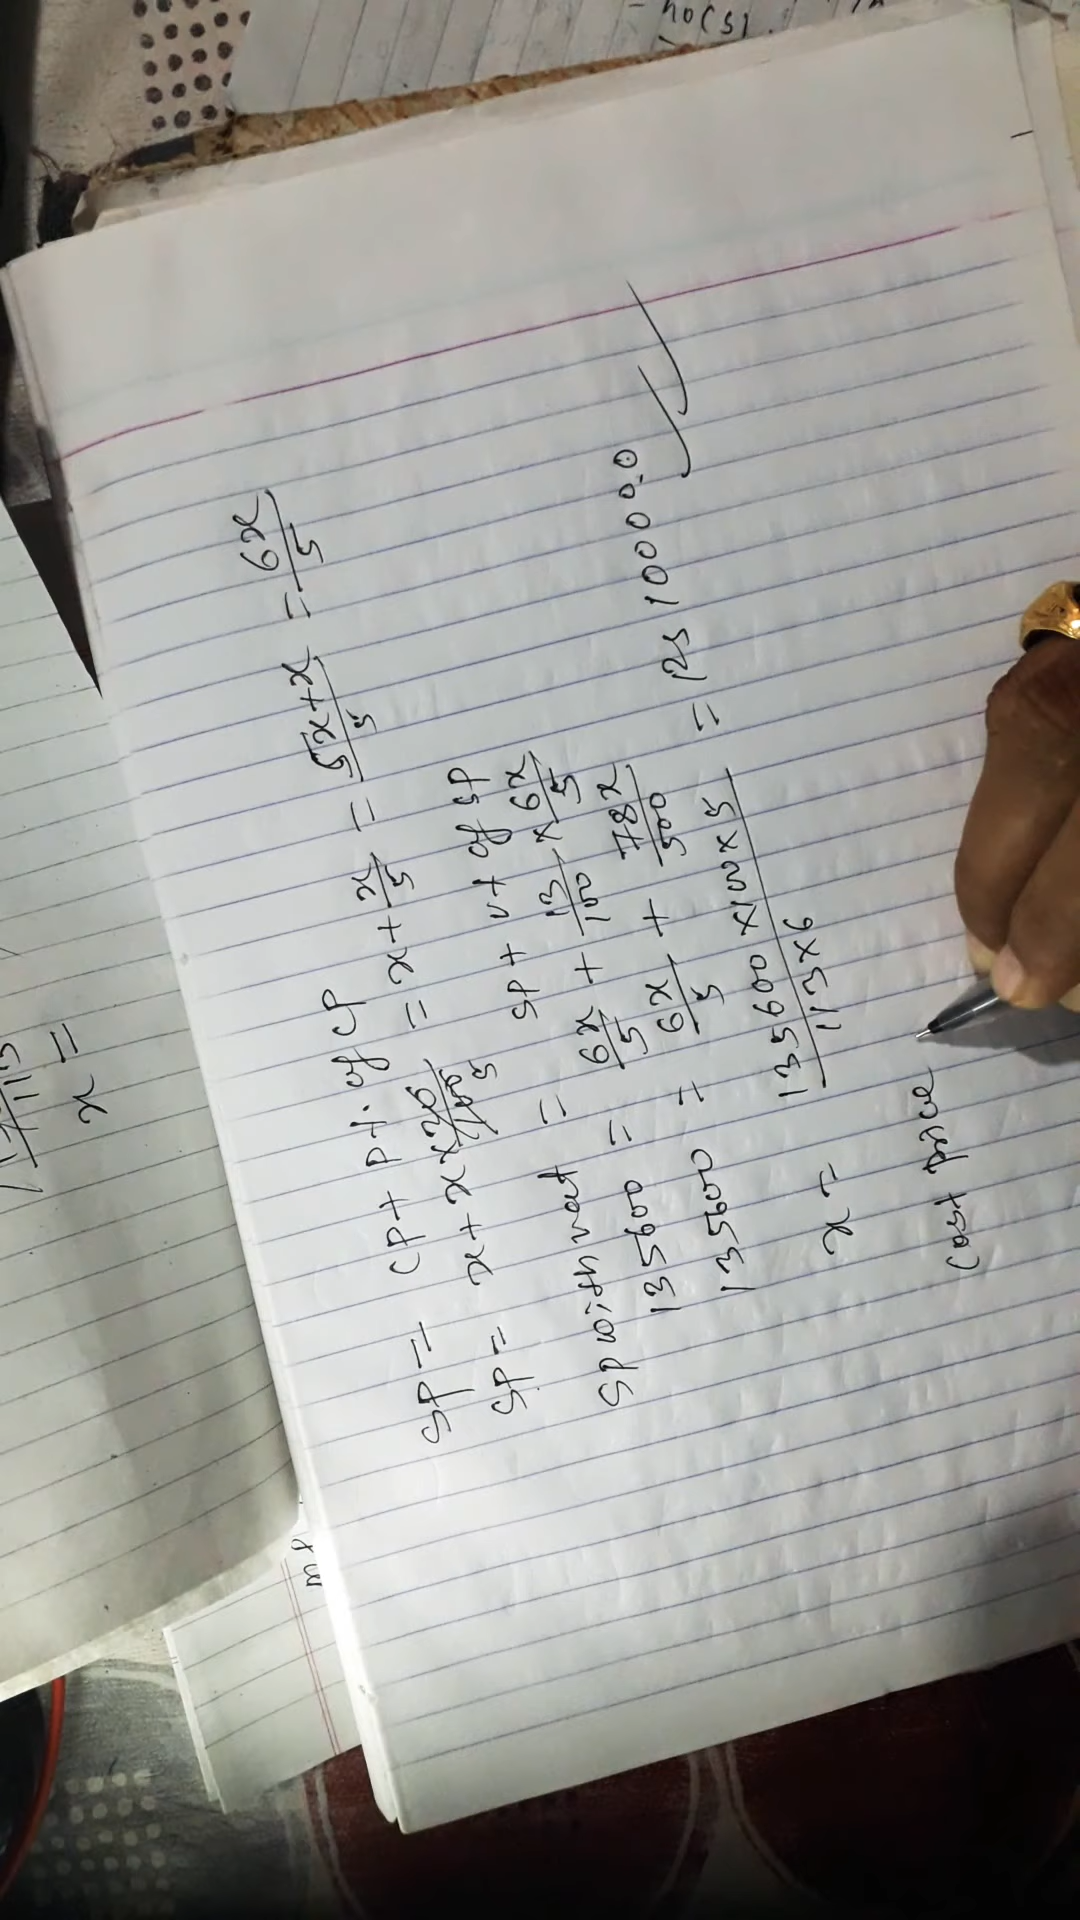 SP = CP + P%. of CP
SP = x + x × 20/100 5 = x + x/5 = 5x+x/5 = 6x/5
SP with vat = SP + v% of SP
135600 = 6x/5 + 13/100 × 6x/5
135600 = 6x/5 + 78x/500
x = 135600 × 100 × 5/113 × 6 = Rs 100000
Cost Price
x =
MP